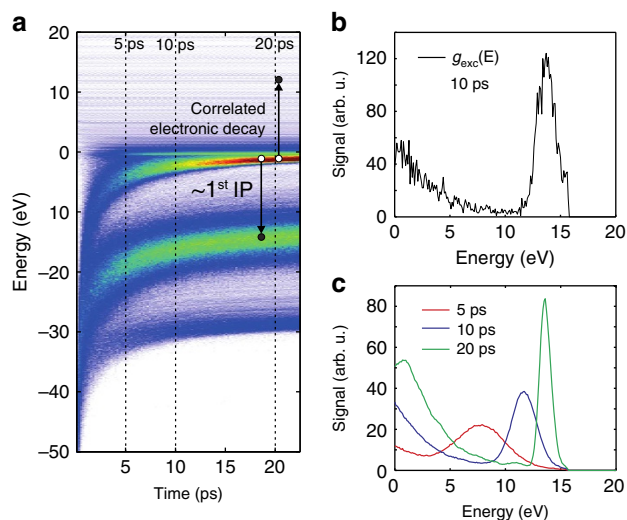 a
5 ps
10 ps
20 ps
Correlated
electronic decay
~1st IP
20
10
0
−10
−20
−30
−40
−50
Energy (eV)
5
10
15
20
Time (ps)
b
gexc(E)
10 ps
120
80
40
0
Signal (arb. u.)
0
5
10
15
20
Energy (eV)
c
5 ps
10 ps
20 ps
80
60
40
20
0
Signal (arb. u.)
0
5
10
15
20
Energy (eV)